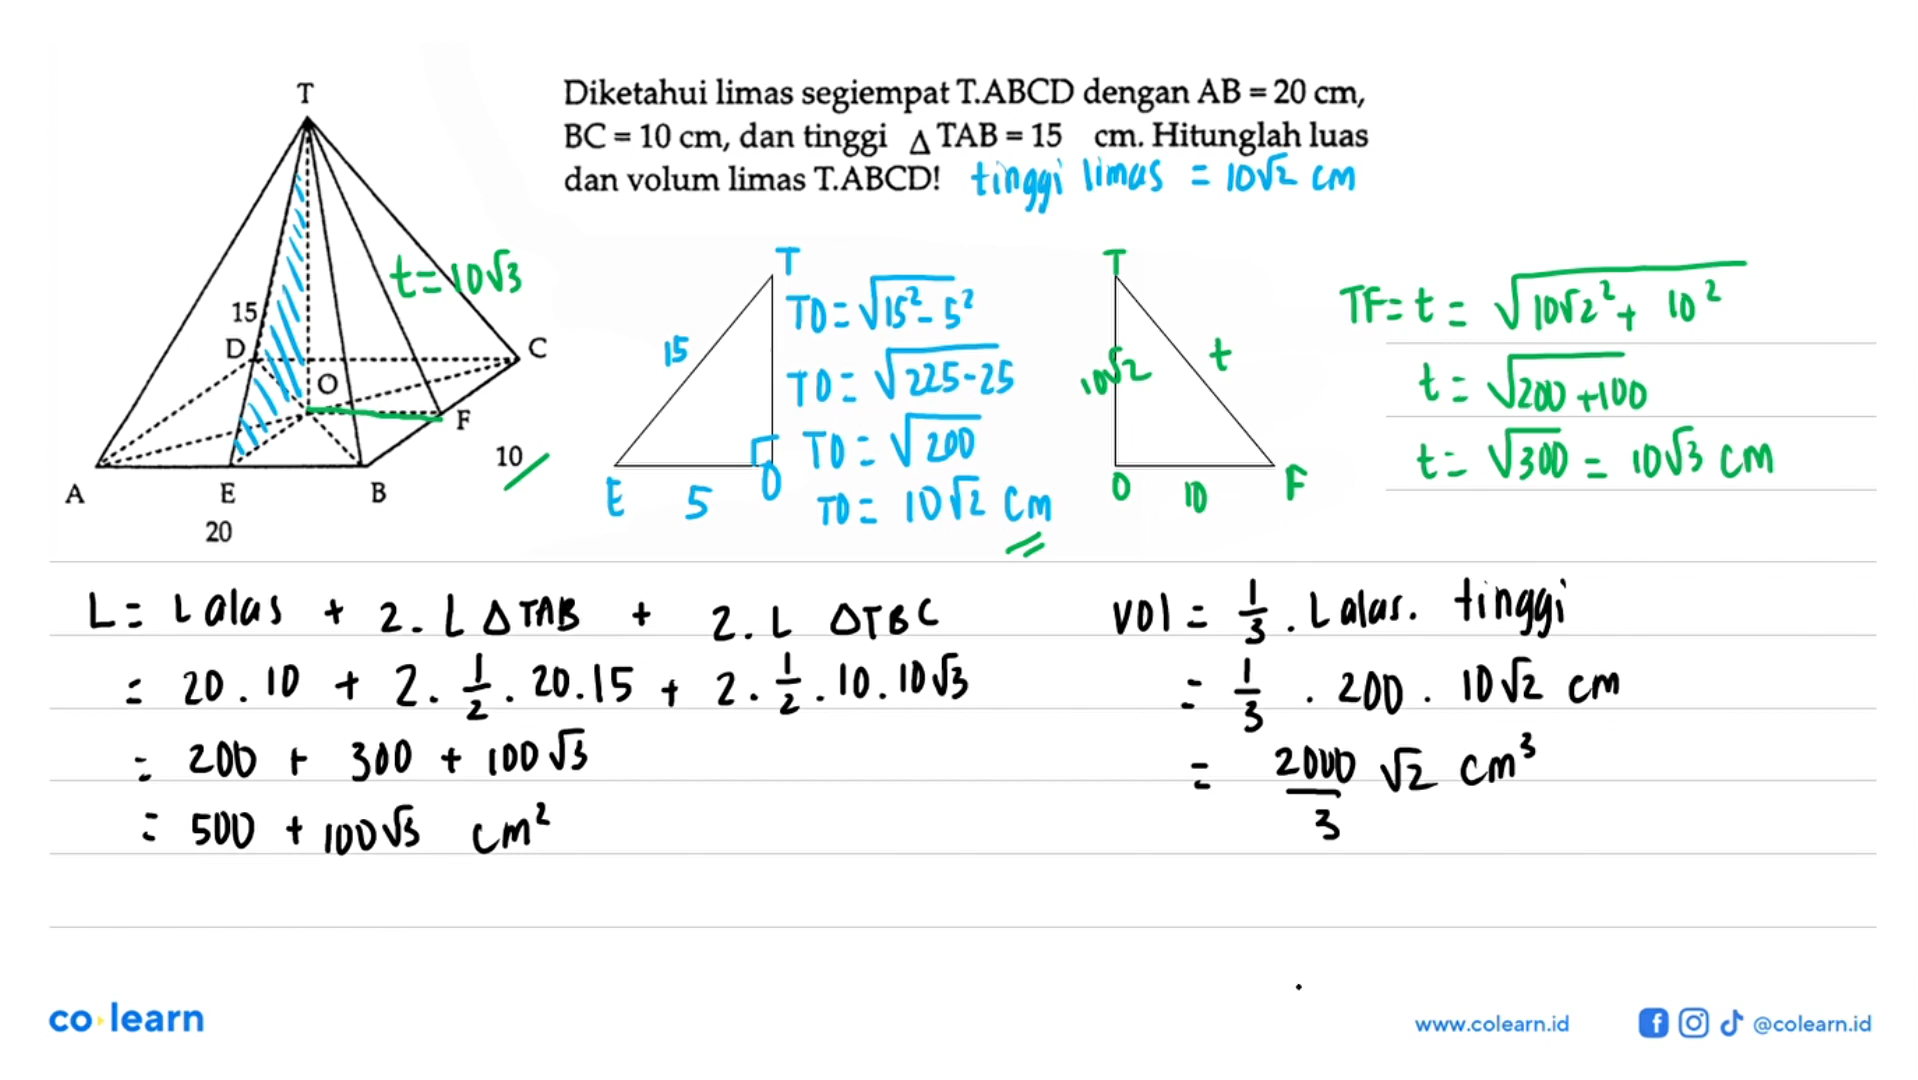 T
15
t = 10√3
D
C
O
F
10
A
E
B
20
Diketahui limas segiempat T.ABCD dengan AB = 20 cm,
BC = 10 cm, dan tinggi △ TAB = 15 cm. Hitunglah luas
dan volum limas T.ABCD! tinggi limas = 10√2 cm
T
15
E
5
O
TO = √15² - 5²
TO = √225-25
TO = √200
TO = 10√2 cm
T
10√2
t
O
10
F
TF = t = √10√2² + 10²
t = √200 + 100
t = √300 = 10√3 cm
L = L alas + 2. L △ TAB + 2. L △TBC
= 20 . 10 + 2. 1/2 . 20.15 + 2. 1/2 . 10. 10√3
= 200 + 300 + 100√3
= 500 + 100√3 cm²
Vol = 1/3 . L alas. tinggi
= 1/3 . 200 . 10√2 cm
= 2000/3 √2 cm³
co learn
www.colearn.id
@colearn.id